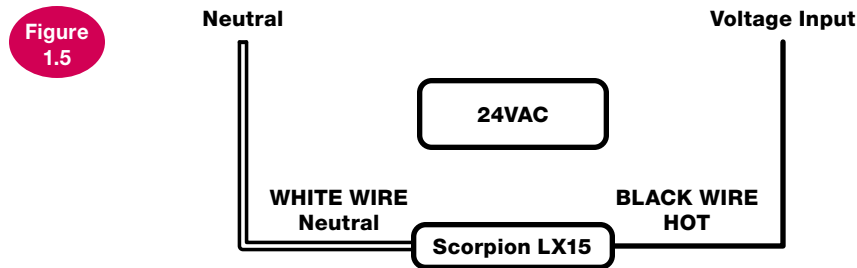 Figure
1.5
Neutral
Voltage Input
24VAC
WHITE WIRE
Neutral
BLACK WIRE
HOT
Scorpion LX15